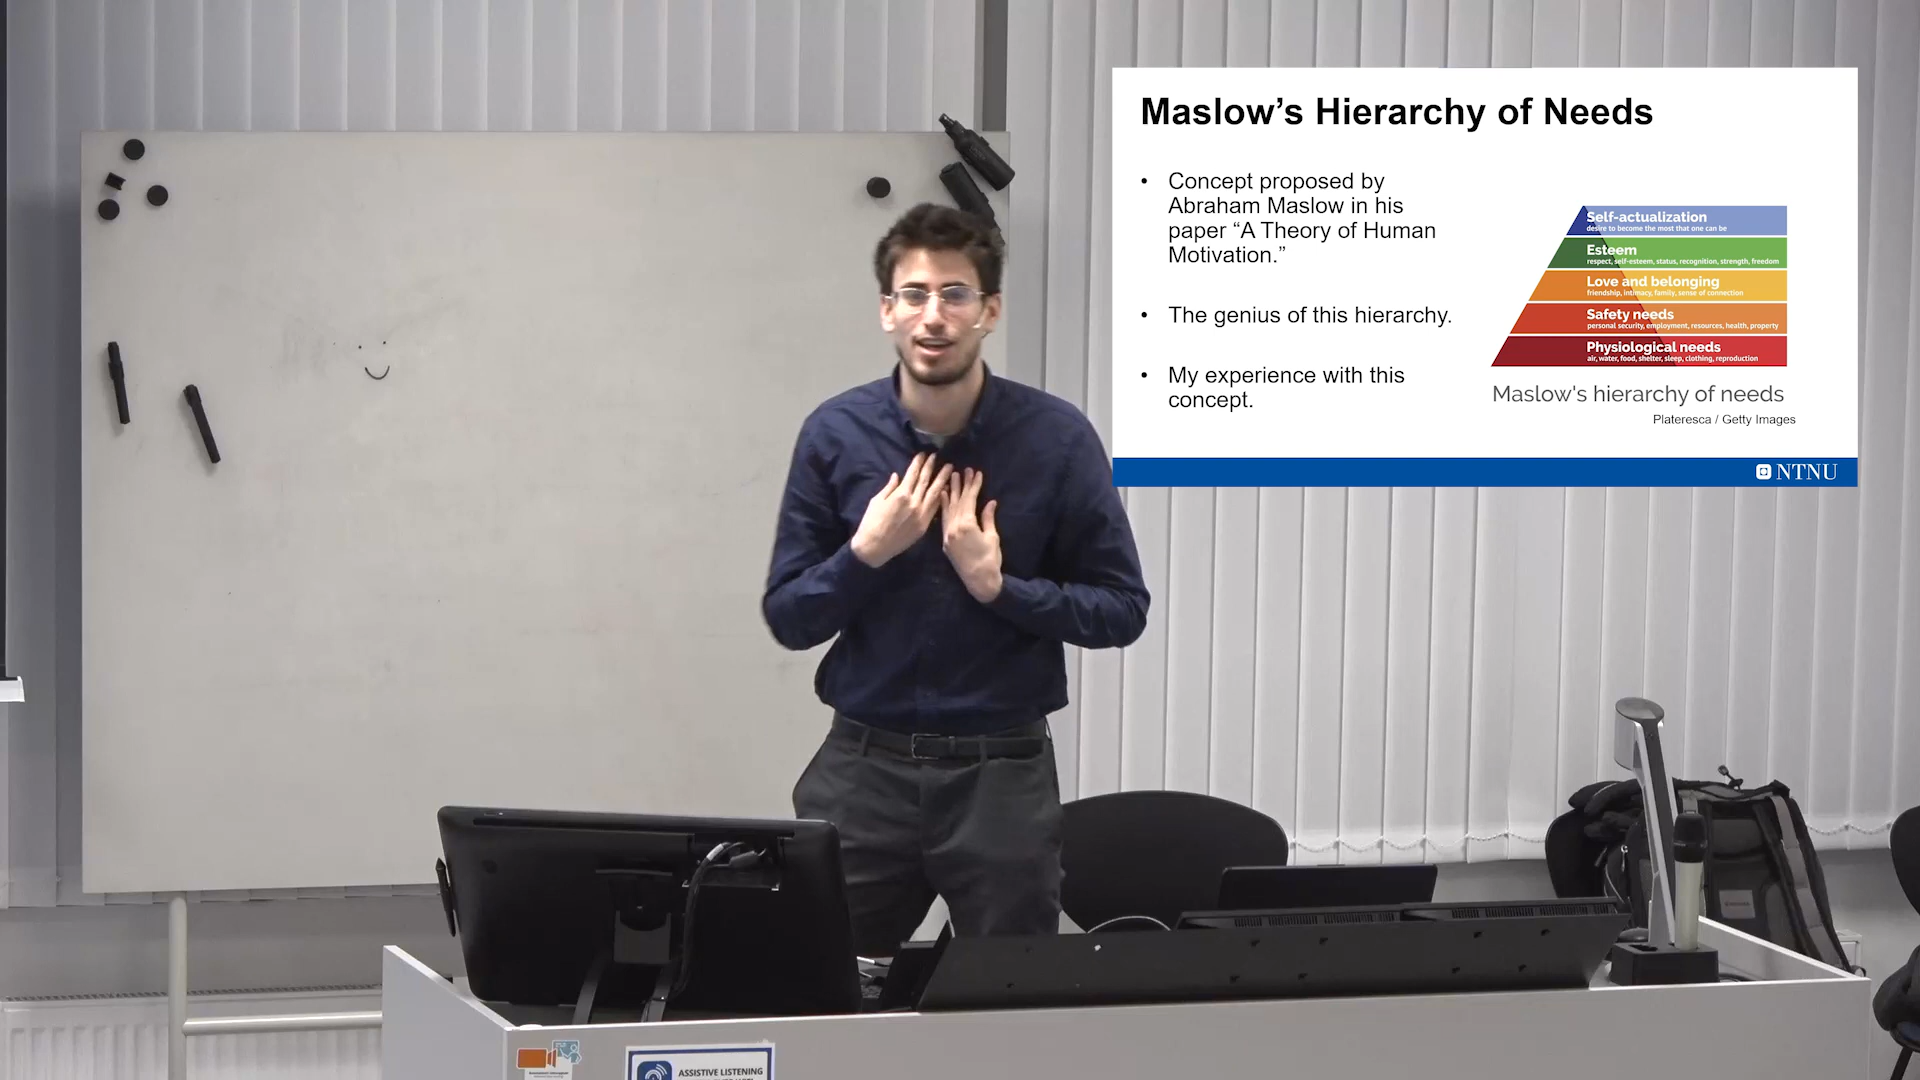 Maslow’s Hierarchy of Needs
• Concept proposed by
Abraham Maslow in his
paper “A Theory of Human
Motivation.”
• The genius of this hierarchy.
• My experience with this
concept.
Self-actualization
desire to become the most that one can be
Esteem
respect, self-esteem, status, recognition, strength, freedom
Love and belonging
friendship, intimacy, family, sense of connection
Safety needs
personal security, employment, resources, health, property
Physiological needs
air, water, food, shelter, sleep, clothing, reproduction
Maslow's hierarchy of needs
Plateresca / Getty Images
NTNU
ASSISTIVE LISTENING